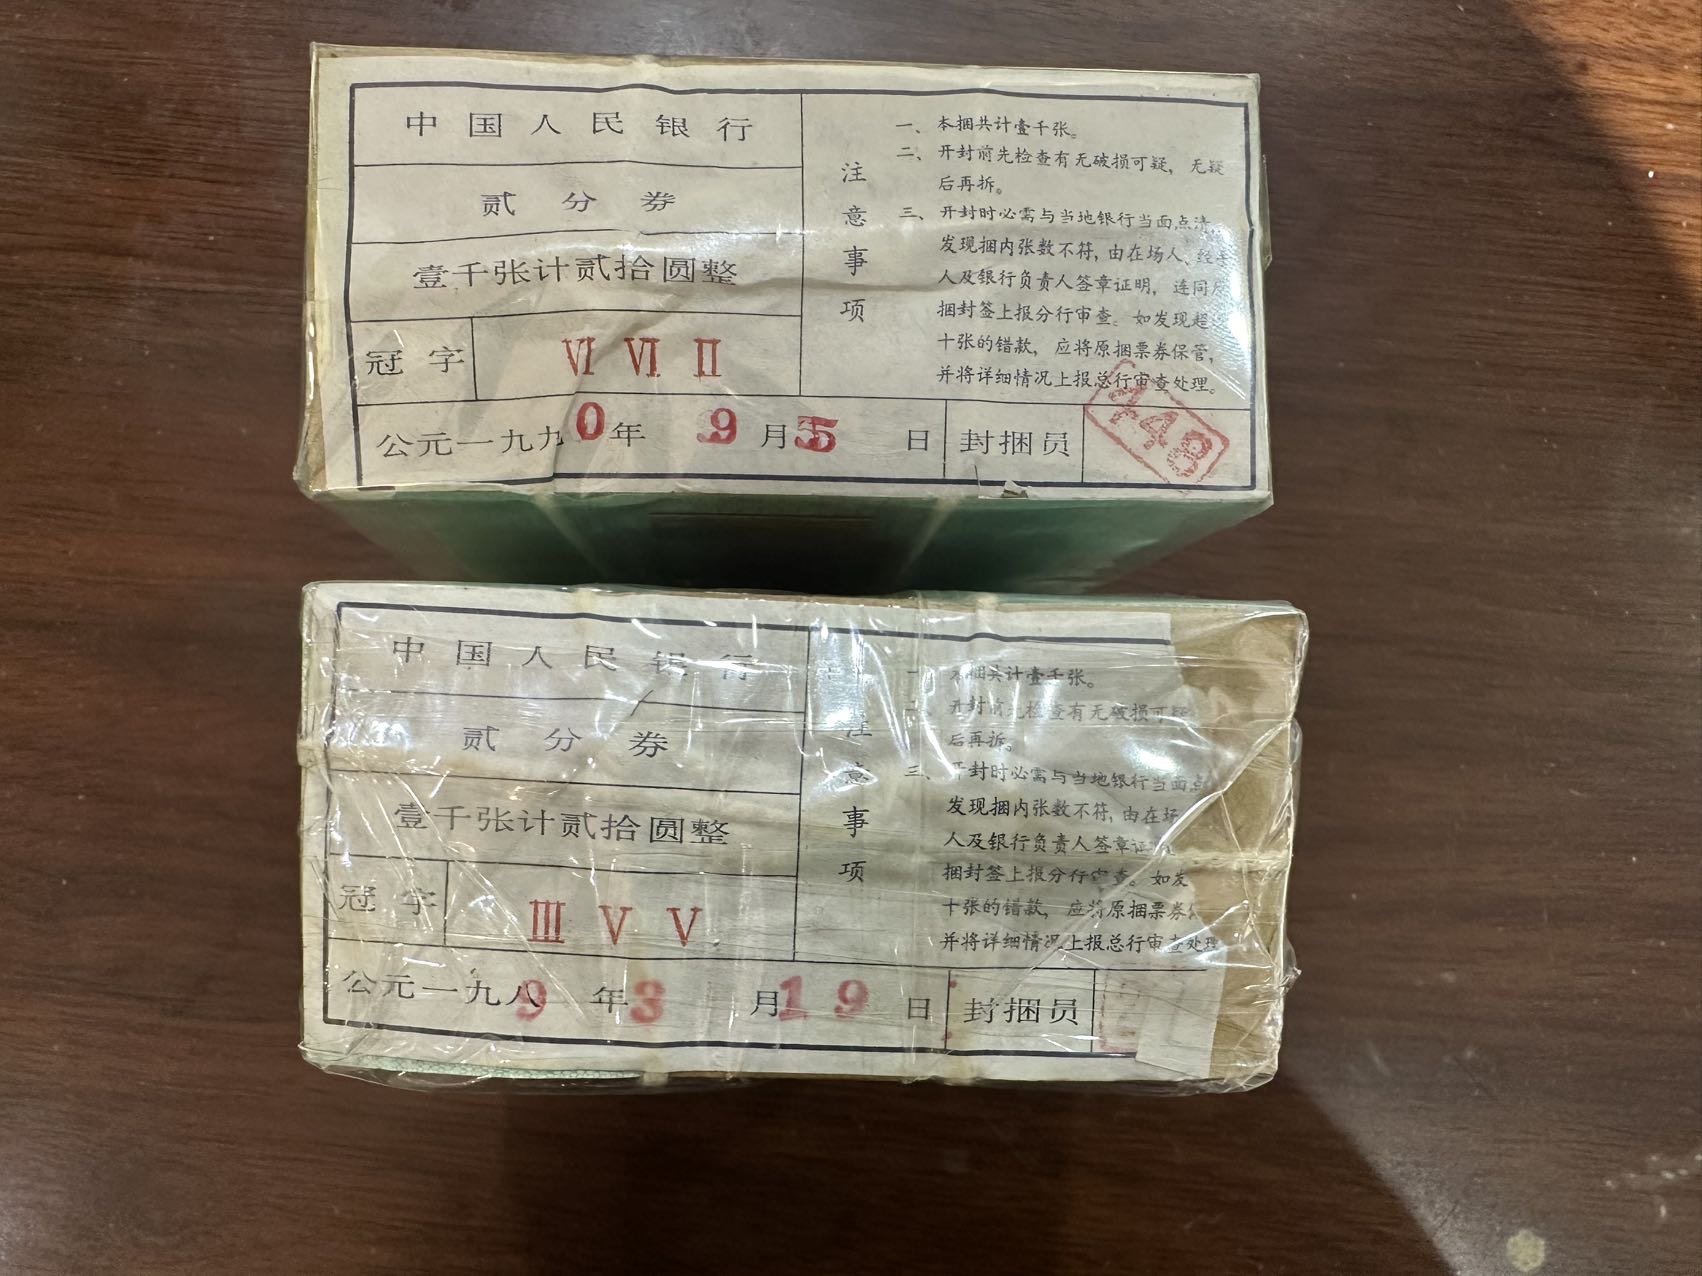 中国人民银行
贰分券
壹千张计贰拾圆整
冠字 Ⅵ Ⅵ Ⅱ
公元一九九0年 9月5日 封捆员
注意事项
一、本捆共计壹千张。
二、开封前先检查有无破损可疑，无疑
后再拆。
三、开封时必需与当地银行当面点清，
发现捆内张数不符，由在场人、经手
人及银行负责人签章证明，连同原
捆封签上报分行审查。如发现超
十张的错款，应将原捆票券保管，
并将详细情况上报总行审查处理。
中国人民银行
贰分券
壹千张计贰拾圆整
冠字 Ⅲ Ⅴ Ⅴ
公元一九八9年3月19日 封捆员
注意事项
一、本捆共计壹千张。
二、开封前先检查有无破损可疑
后再拆。
三、开封时必需与当地银行当面点
发现捆内张数不符，由在场
人及银行负责人签章证
捆封签上报分行审查。如发
十张的错款，应将原捆票券
并将详细情况上报总行审查处理